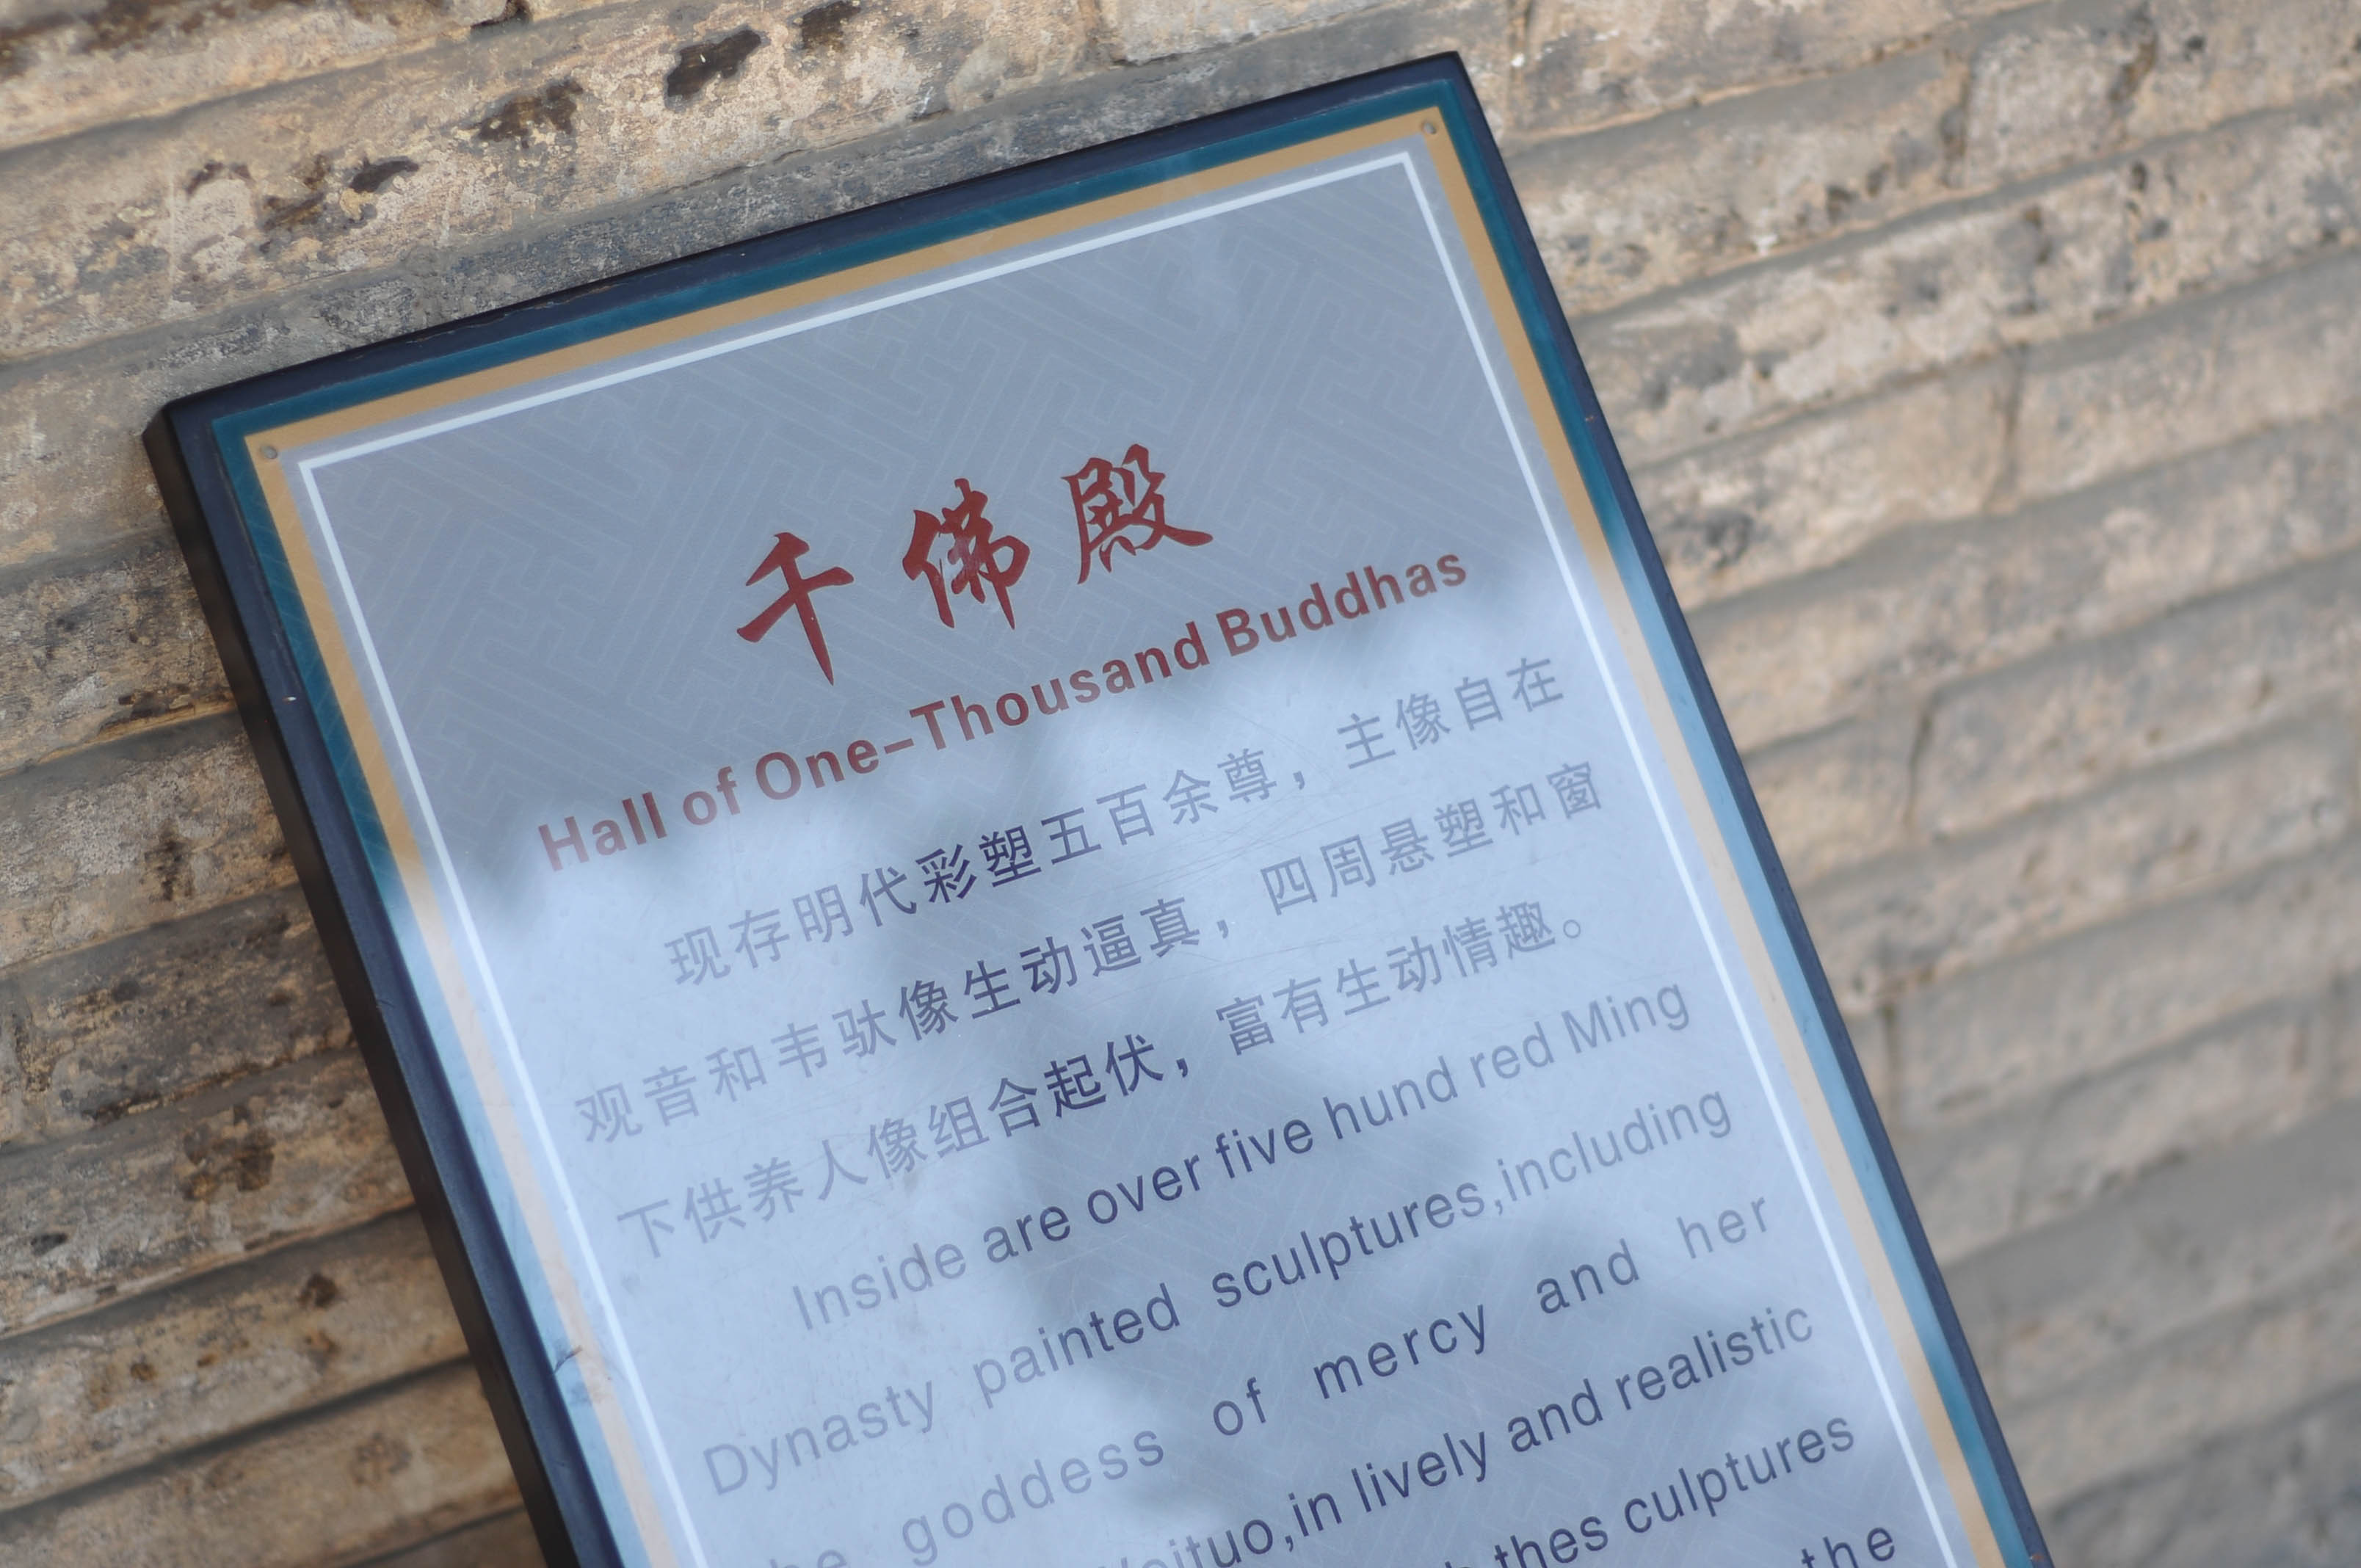 千佛殿
Hall of One-Thousand Buddhas
现存明代彩塑五百余尊，主像自在
观音和韦驮像生动逼真，四周悬塑和窗
下供养人像组合起伏，富有生动情趣。
Inside are over five hund red Ming
Dynasty painted sculptures,including
goddess of mercy and her
in lively and realistic
thes culptures
the